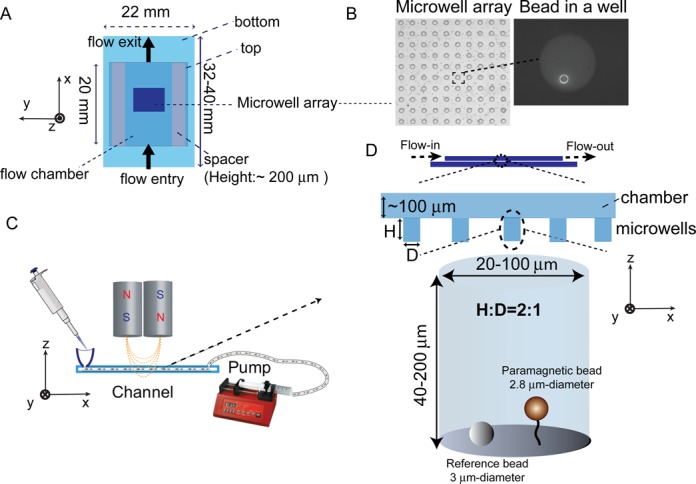 A
22 mm
bottom
flow exit
top
x
y
z
20 mm
32-40 mm
Microwell array
flow chamber
spacer
(Height:~ 200 µm )
flow entry
B
Microwell array
Bead in a well
C
N
S
S
N
z
y
x
Channel
Pump
D
Flow-in
Flow-out
~100 µm
chamber
H
microwells
D
20-100 µm
z
y
x
H:D=2:1
40-200 µm
Paramagnetic bead
2.8 µm-diameter
Reference bead
3 µm-diameter